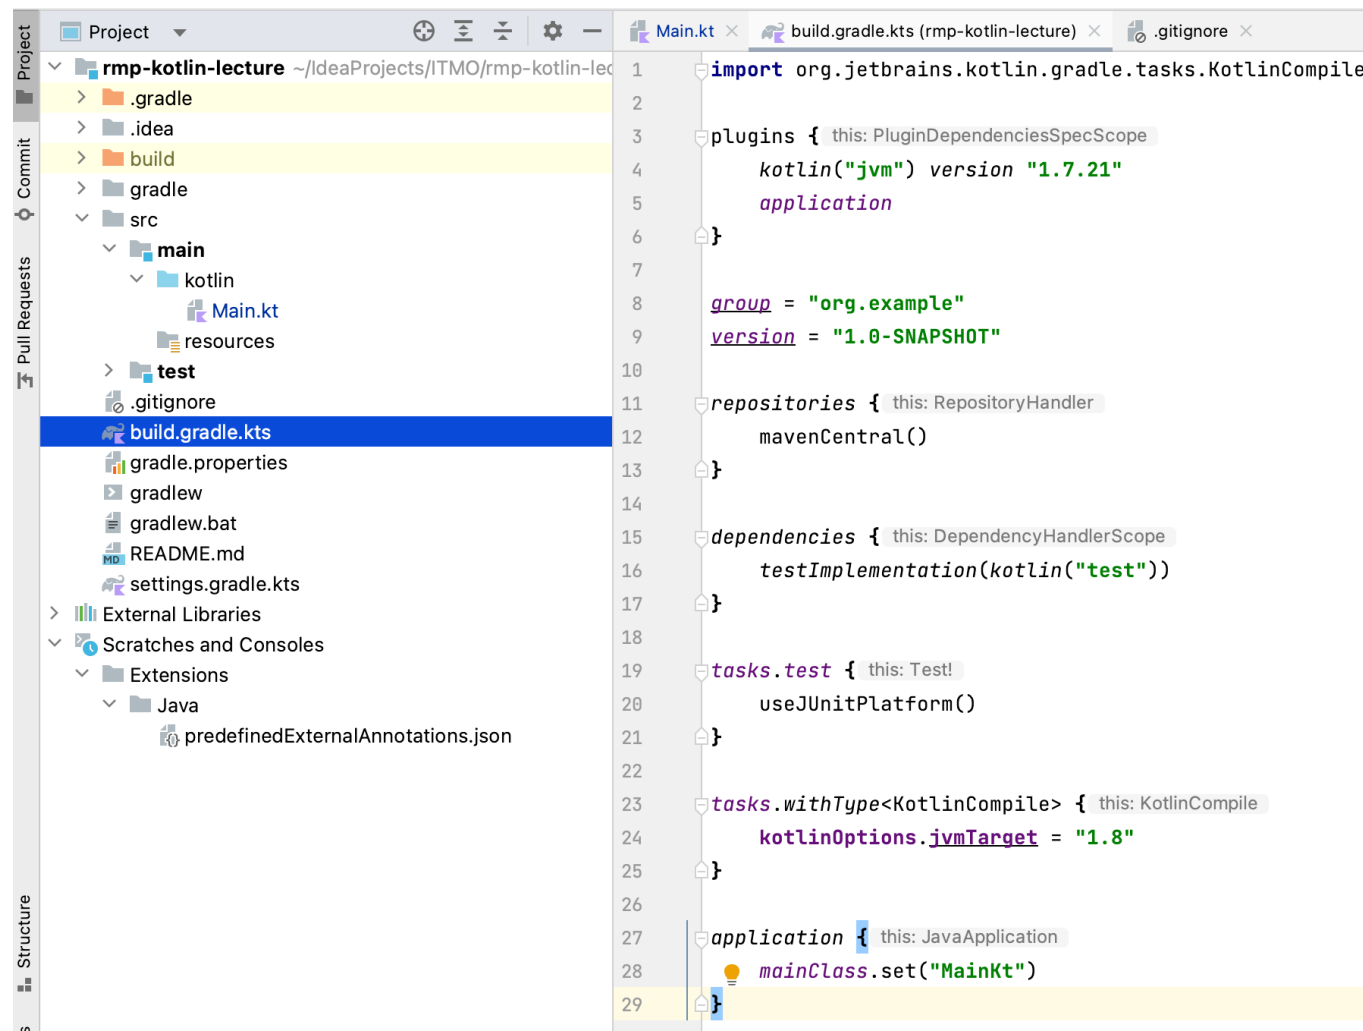 Project
Commit
Pull Requests
Structure
Project
rmp-kotlin-lecture ~/IdeaProjects/ITMO/rmp-kotlin-lec
.gradle
.idea
build
gradle
src
main
kotlin
Main.kt
resources
test
.gitignore
build.gradle.kts
gradle.properties
gradlew
gradlew.bat
MD README.md
settings.gradle.kts
External Libraries
Scratches and Consoles
Extensions
Java
predefinedExternalAnnotations.json
Main.kt build.gradle.kts (rmp-kotlin-lecture) .gitignore
1 import org.jetbrains.kotlin.gradle.tasks.KotlinCompile
2
3 plugins { this: PluginDependenciesSpecScope
4 kotlin("jvm") version "1.7.21"
5 application
6 }
7
8 group = "org.example"
9 version = "1.0-SNAPSHOT"
10
11 repositories { this: RepositoryHandler
12 mavenCentral()
13 }
14
15 dependencies { this: DependencyHandlerScope
16 testImplementation(kotlin("test"))
17 }
18
19 tasks.test { this: Test!
20 useJUnitPlatform()
21 }
22
23 tasks.withType<KotlinCompile> { this: KotlinCompile
24 kotlinOptions.jvmTarget = "1.8"
25 }
26
27 application { this: JavaApplication
28 mainClass.set("MainKt")
29 }